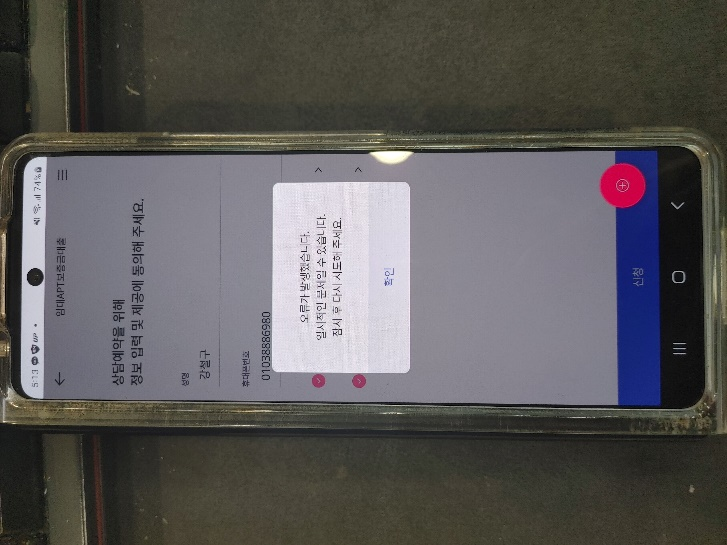 5:13
74%
임대APT보증금대출
상담예약을 위해
정보 입력 및 제공에 동의해 주세요.
성명
강철구
휴대폰번호
01038886980
오류가 발생했습니다.
일시적인 문제일 수 있습니다.
잠시 후 다시 시도해 주세요.
확인
신청